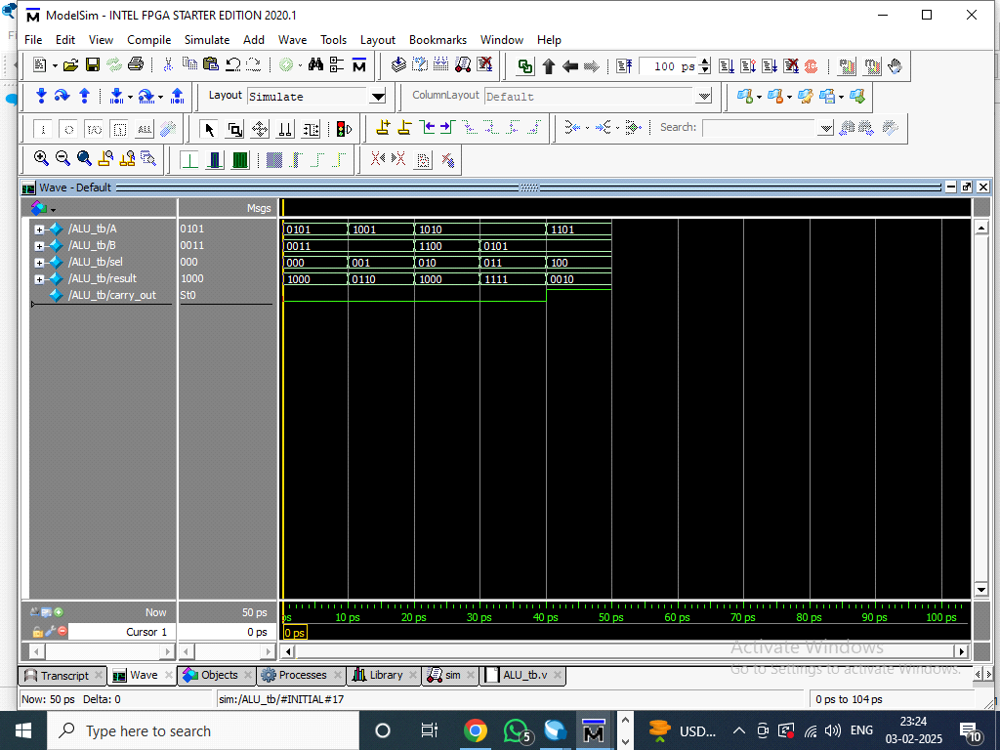 ModelSim - INTEL FPGA STARTER EDITION 2020.1
File Edit View Compile Simulate Add Wave Tools Layout Bookmarks Window Help
100 ps
Layout Simulate ColumnLayout Default
I O I/O ALL Search:
Wave - Default
Msgs
/ALU_tb/A 0101 0101 1001 1010 1101
/ALU_tb/B 0011 0011 1100 0101
/ALU_tb/sel 000 000 001 010 011 100
/ALU_tb/result 1000 1000 0110 1000 1111 0010
/ALU_tb/carry_out St0
Now 50 ps ps 10 ps 20 ps 30 ps 40 ps 50 ps 60 ps 70 ps 80 ps 90 ps 100 ps
Cursor 1 0 ps 0 ps
Activate Windows
Go to Settings to activate Windows.
Transcript Wave Objects Processes Library sim ALU_tb.v
Now: 50 ps Delta: 0 sim:/ALU_tb/#INITIAL#17 0 ps to 104 ps
Type here to search 5 USD... ENG 23:24
03-02-2025 10